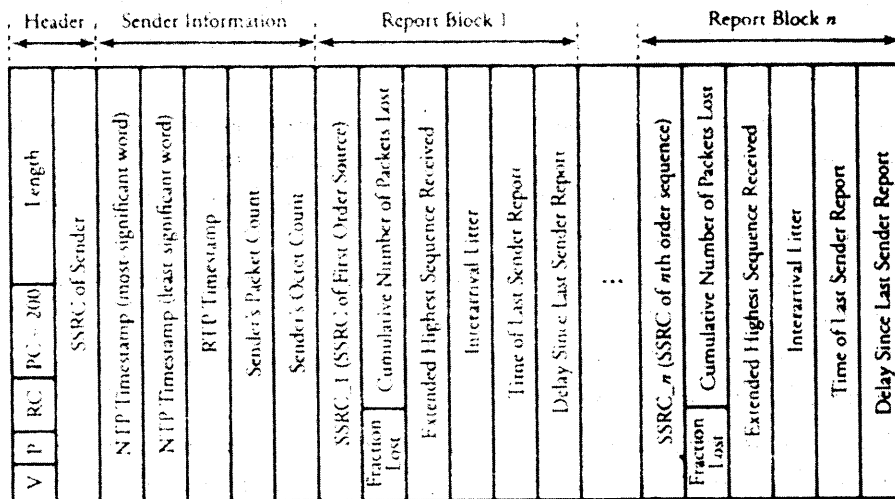 Header
Sender Information
Report Block 1
Report Block n
V
P
RC
PC = 200
Length
SSRC of Sender
NTP Timestamp (most significant word)
NTP Timestamp (least significant word)
RTP Timestamp
Sender's Packet Count
Sender's Octet Count
SSRC_1 (SSRC of First Order Source)
Fraction
Lost
Cumulative Number of Packets Lost
Extended Highest Sequence Received
Interarrival Litter
Time of Last Sender Report
Delay Since Last Sender Report
...
SSRC_n (SSRC of nth order sequence)
Fraction
Lost
Cumulative Number of Packets Lost
Extended Highest Sequence Received
Interarrival Litter
Time of Last Sender Report
Delay Since Last Sender Report